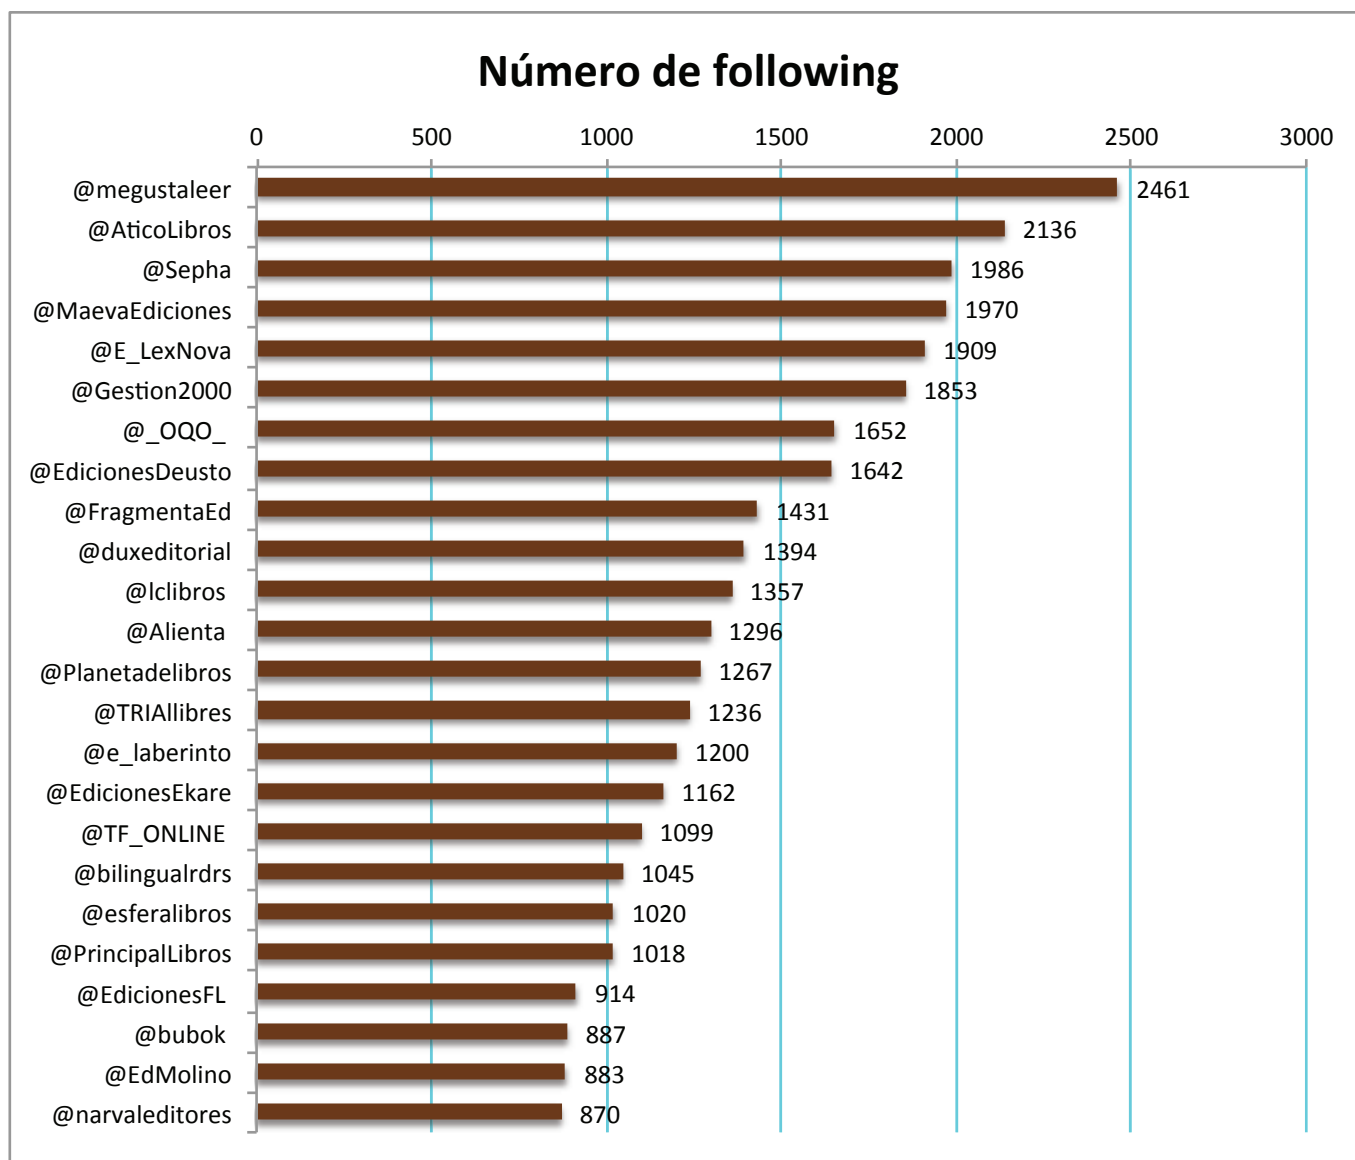 Número de following
0 500 1000 1500 2000 2500 3000
@megustaleer 2461
@AticoLibros 2136
@Sepha 1986
@MaevaEdiciones 1970
@E_LexNova 1909
@Gestion2000 1853
@_OQO_ 1652
@EdicionesDeusto 1642
@FragmentaEd 1431
@duxeditorial 1394
@lclibros 1357
@Alienta 1296
@Planetadelibros 1267
@TRIAllibres 1236
@e_laberinto 1200
@EdicionesEkare 1162
@TF_ONLINE 1099
@bilingualrdrs 1045
@esferalibros 1020
@PrincipalLibros 1018
@EdicionesFL 914
@bubok 887
@EdMolino 883
@narvaleditores 870